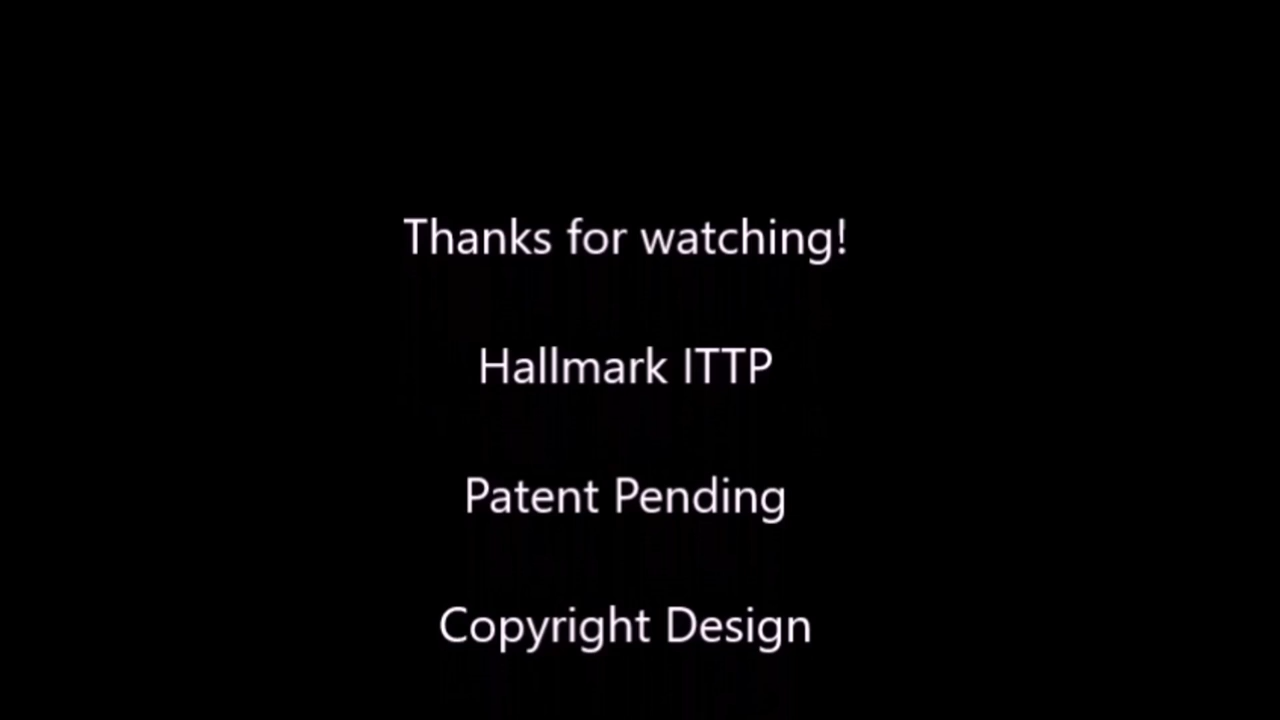 Thanks for watching!
Hallmark ITTP
Patent Pending
Copyright Design